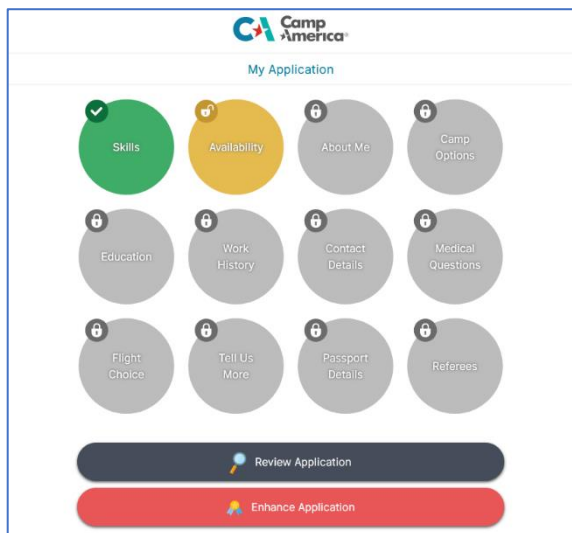 CA Camp
America
My Application
Skills
Availability
About Me
Camp
Options
Education
Work
History
Contact
Details
Medical
Questions
Flight
Choice
Tell Us
More
Passport
Details
Referees
Review Application
Enhance Application